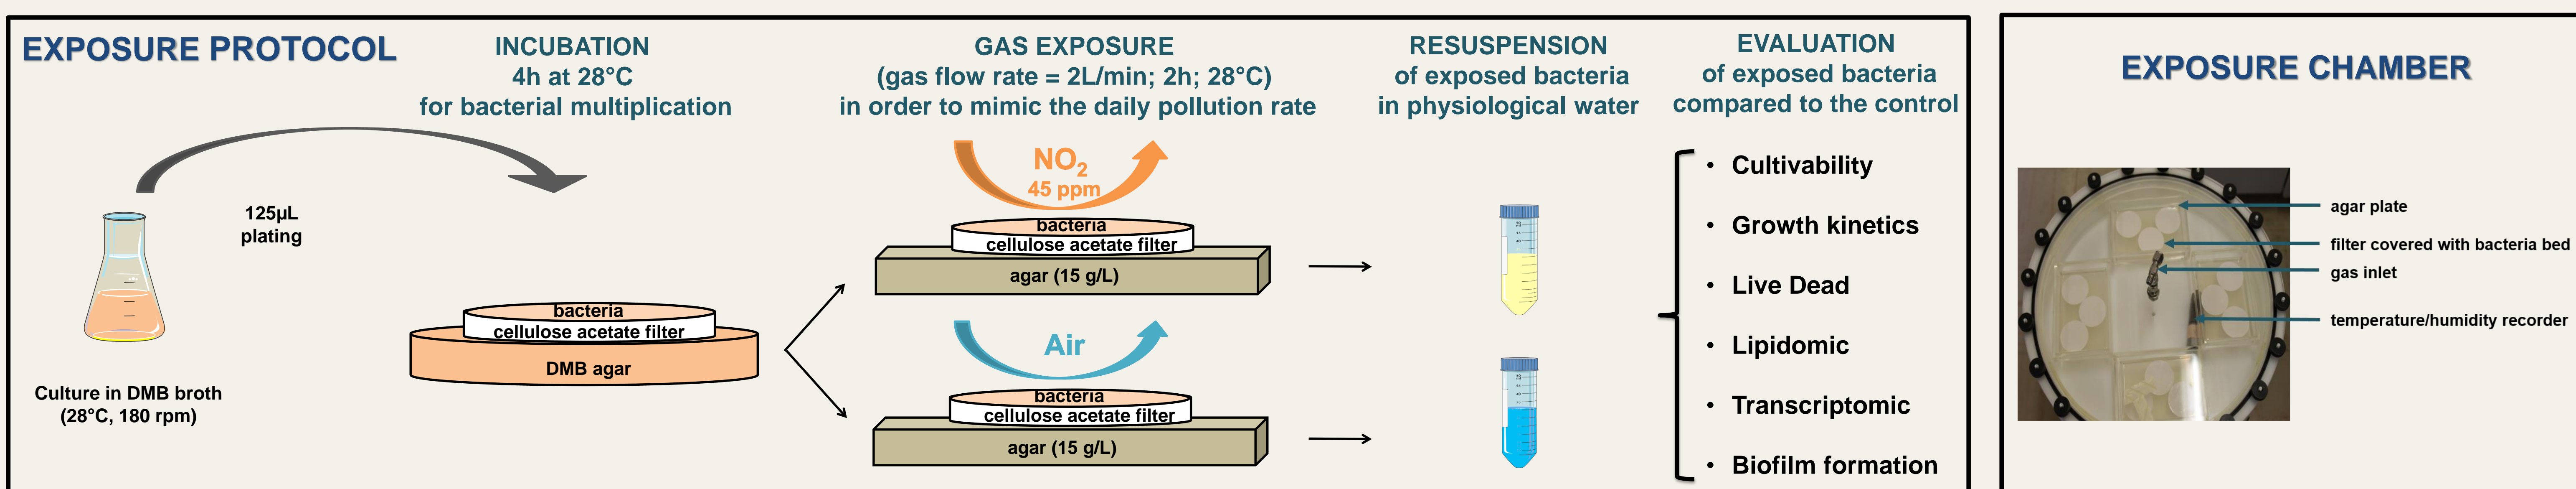 EXPOSURE PROTOCOL
INCUBATION
4h at 28°C
for bacterial multiplication
GAS EXPOSURE
(gas flow rate = 2L/min; 2h; 28°C)
in order to mimic the daily pollution rate
RESUSPENSION
of exposed bacteria
in physiological water
EVALUATION
of exposed bacteria
compared to the control
125µL
plating
Culture in DMB broth
(28°C, 180 rpm)
bacteria
cellulose acetate filter
DMB agar
NO2
45 ppm
bacteria
cellulose acetate filter
agar (15 g/L)
Air
bacteria
cellulose acetate filter
agar (15 g/L)
• Cultivability
• Growth kinetics
• Live Dead
• Lipidomic
• Transcriptomic
• Biofilm formation
EXPOSURE CHAMBER
agar plate
filter covered with bacteria bed
gas inlet
temperature/humidity recorder